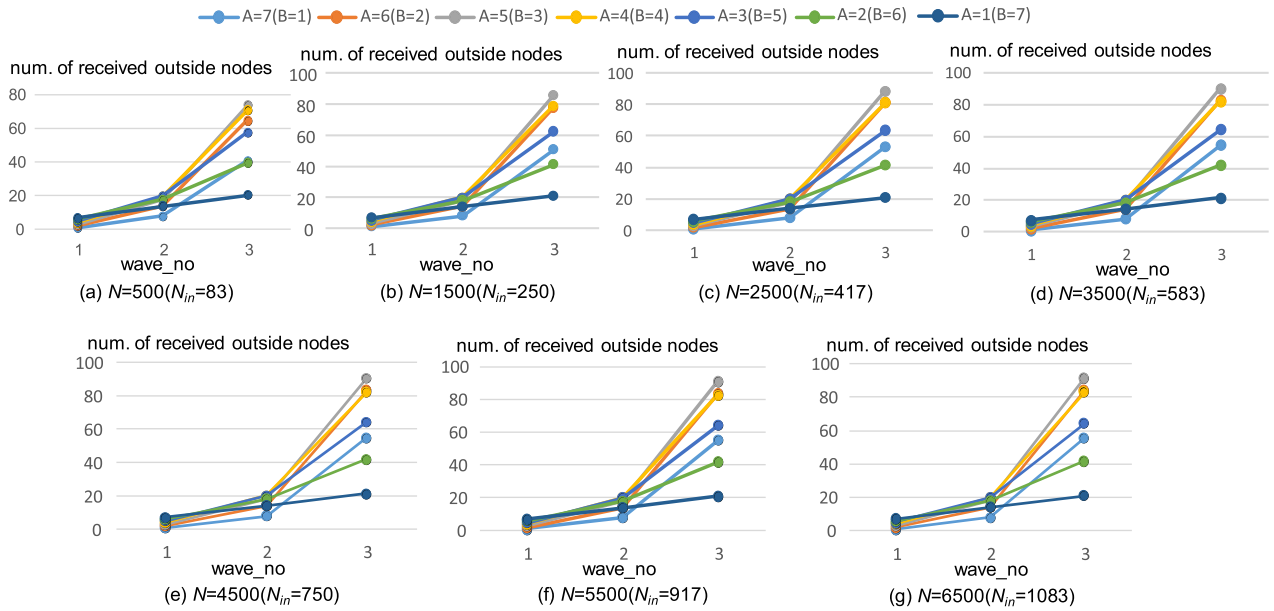 A=7(B=1) A=6(B=2) A=5(B=3) A=4(B=4) A=3(B=5) A=2(B=6) A=1(B=7)
num. of received outside nodes
80
60
40
20
0
1 2 3
wave_no
(a) N=500(Nin=83)
num. of received outside nodes
100
80
60
40
20
0
1 2 3
wave_no
(b) N=1500(Nin=250)
num. of received outside nodes
100
80
60
40
20
0
1 2 3
wave_no
(c) N=2500(Nin=417)
num. of received outside nodes
100
80
60
40
20
0
1 2 3
wave_no
(d) N=3500(Nin=583)
num. of received outside nodes
100
80
60
40
20
0
1 2 3
wave_no
(e) N=4500(Nin=750)
num. of received outside nodes
100
80
60
40
20
0
1 2 3
wave_no
(f) N=5500(Nin=917)
num. of received outside nodes
100
80
60
40
20
0
1 2 3
wave_no
(g) N=6500(Nin=1083)